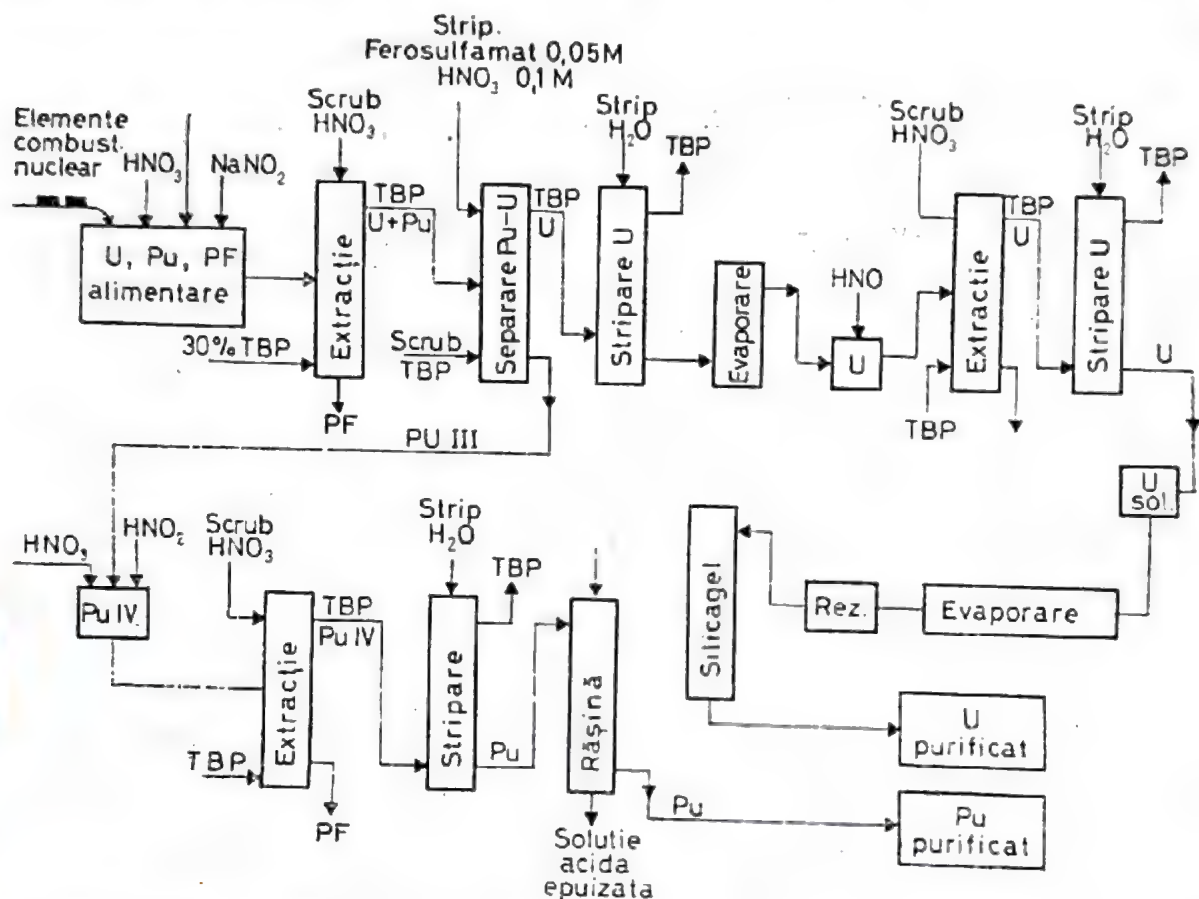 Strip.
Ferosulfamat 0,05M
HNO₃ 0,1 M
Elemente
combust.
nuclear
HNO₃
NaNO₂
Scrub
HNO₃
U, Pu, PF
alimentare
30% TBP
Extracție
PF
TBP
U+Pu
Separare Pu-U
Scrub
TBP
PU III
TBP
U
Strip
H₂O
TBP
Stripare U
Evaporare
HNO
U
Scrub
HNO₃
Extractie
TBP
TBP
U
Strip
H₂O
TBP
Stripare U
U
U
sol.
Evaporare
Rez.
Silicagel
U
purificat
HNO₃
HNO₂
Pu IV.
Scrub
HNO₃
Extracție
TBP
PF
TBP
Pu IV
Strip
H₂O
TBP
Stripare
Pu
Rășină
Solutie
acida
epuizata
Pu
Pu
purificat